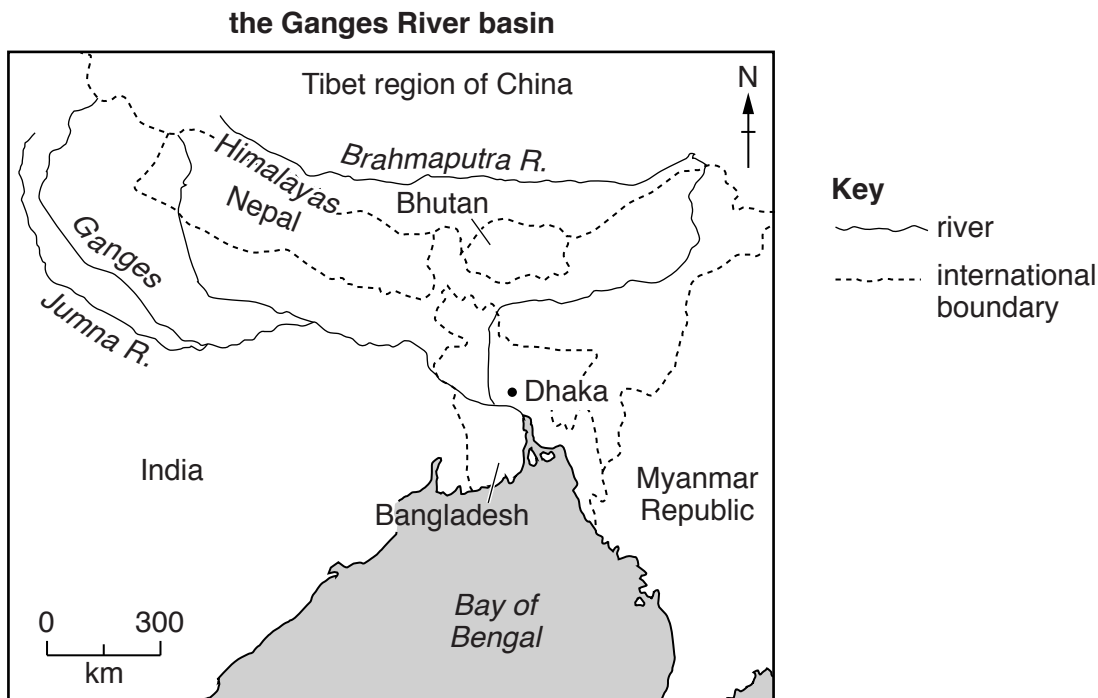 the Ganges River basin
Tibet region of China
N
Himalayas
Brahmaputra R.
Nepal
Bhutan
Ganges
Jumna R.
Dhaka
India
Bangladesh
Myanmar
Republic
Bay of
Bengal
0 300
km
Key
river
international
boundary